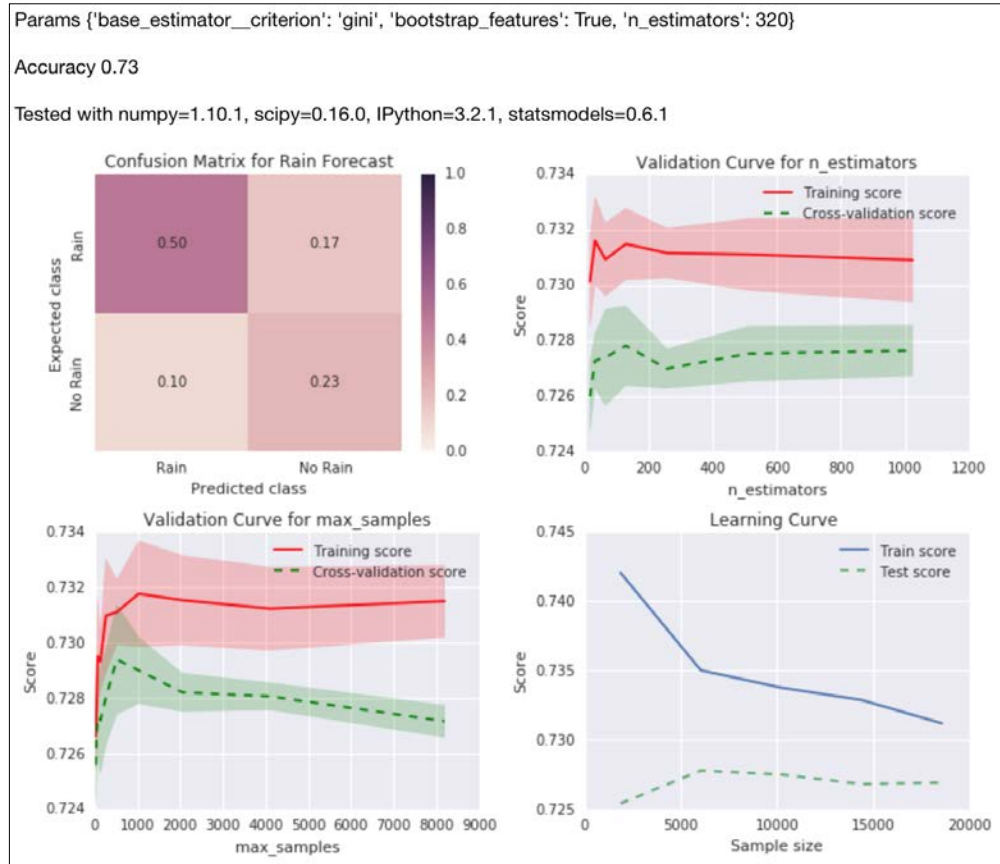 Params {'base_estimator__criterion': 'gini', 'bootstrap_features': True, 'n_estimators': 320}
Accuracy 0.73
Tested with numpy=1.10.1, scipy=0.16.0, IPython=3.2.1, statsmodels=0.6.1
Confusion Matrix for Rain Forecast
Expected class
Rain
No Rain
0.50
0.17
0.10
0.23
Rain
No Rain
Predicted class
1.0
0.8
0.6
0.4
0.2
0.0
Validation Curve for n_estimators
Training score
Cross-validation score
Score
0.734
0.732
0.730
0.728
0.726
0.724
0
200
400
600
800
1000
1200
n_estimators
Validation Curve for max_samples
Training score
Cross-validation score
Score
0.734
0.732
0.730
0.728
0.726
0.724
0
1000
2000
3000
4000
5000
6000
7000
8000
9000
max_samples
Learning Curve
Train score
Test score
Score
0.745
0.740
0.735
0.730
0.725
0
5000
10000
15000
20000
Sample size